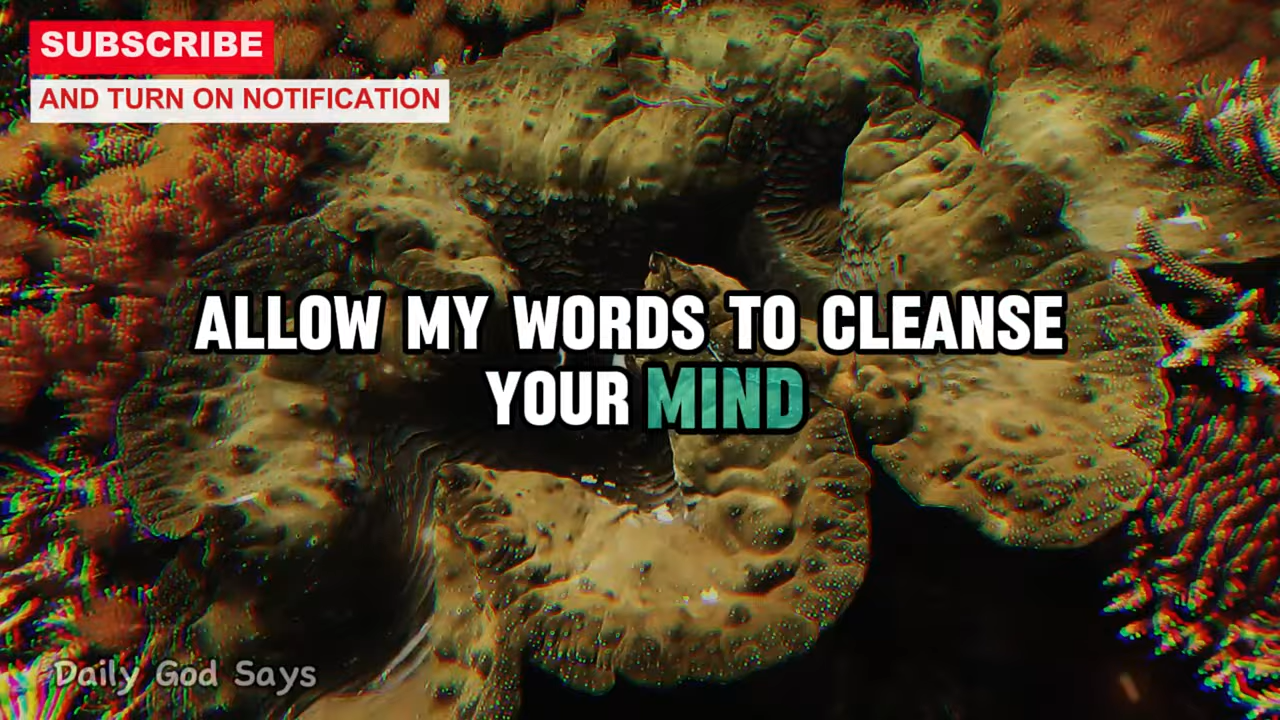 SUBSCRIBE
AND TURN ON NOTIFICATION
ALLOW MY WORDS TO CLEANSE
YOUR MIND
Daily God Says